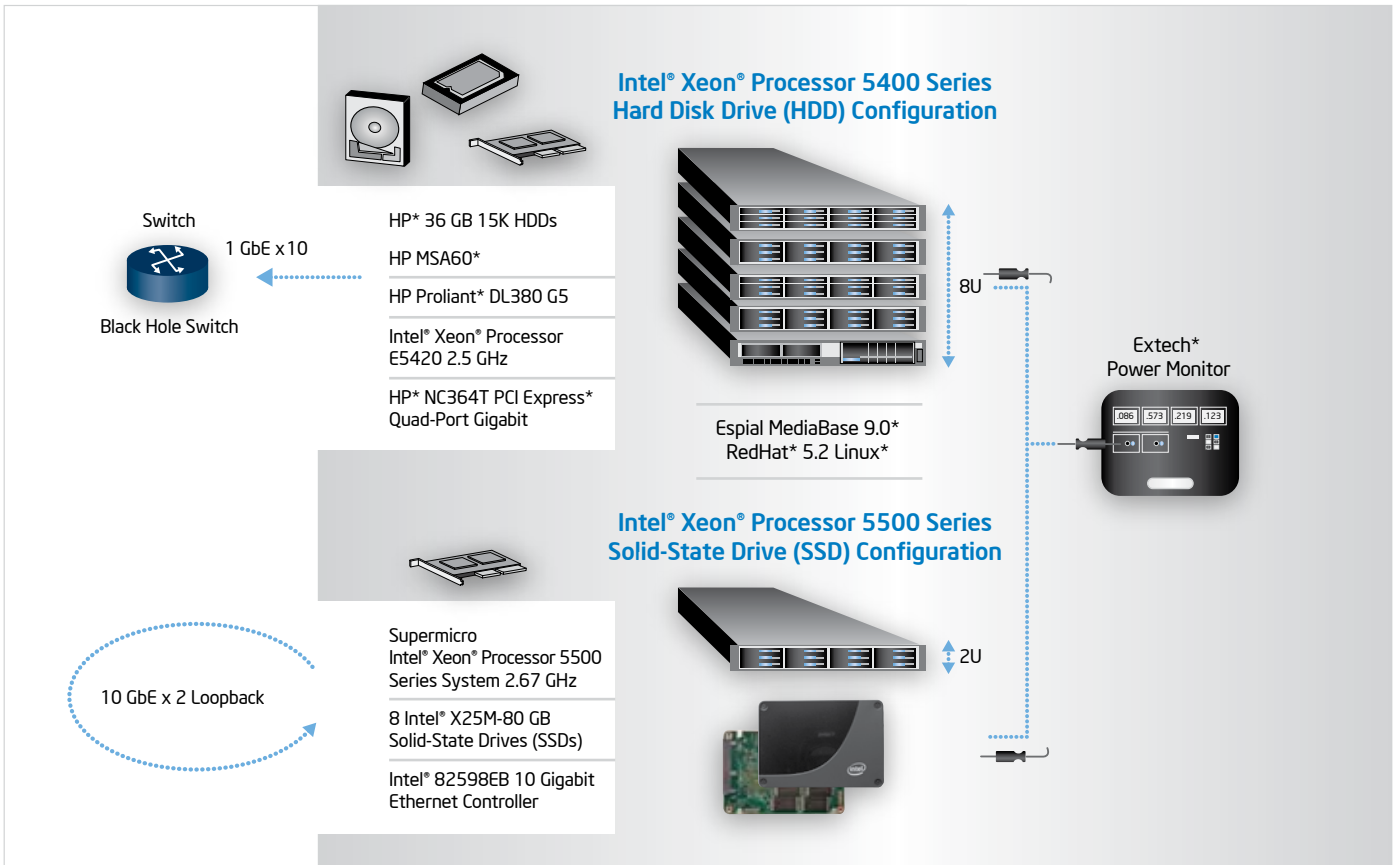 Intel® Xeon® Processor 5400 Series
Hard Disk Drive (HDD) Configuration
Switch
1 GbE x10
Black Hole Switch
HP* 36 GB 15K HDDs
HP MSA60*
HP Proliant* DL380 G5
Intel® Xeon® Processor
E5420 2.5 GHz
HP* NC364T PCI Express*
Quad-Port Gigabit
8U
Espial MediaBase 9.0*
RedHat* 5.2 Linux*
Extech*
Power Monitor
.086 .573 .219 .123
Intel® Xeon® Processor 5500 Series
Solid-State Drive (SSD) Configuration
10 GbE x 2 Loopback
Supermicro
Intel® Xeon® Processor 5500
Series System 2.67 GHz
8 Intel® X25M-80 GB
Solid-State Drives (SSDs)
Intel® 82598EB 10 Gigabit
Ethernet Controller
2U
intel